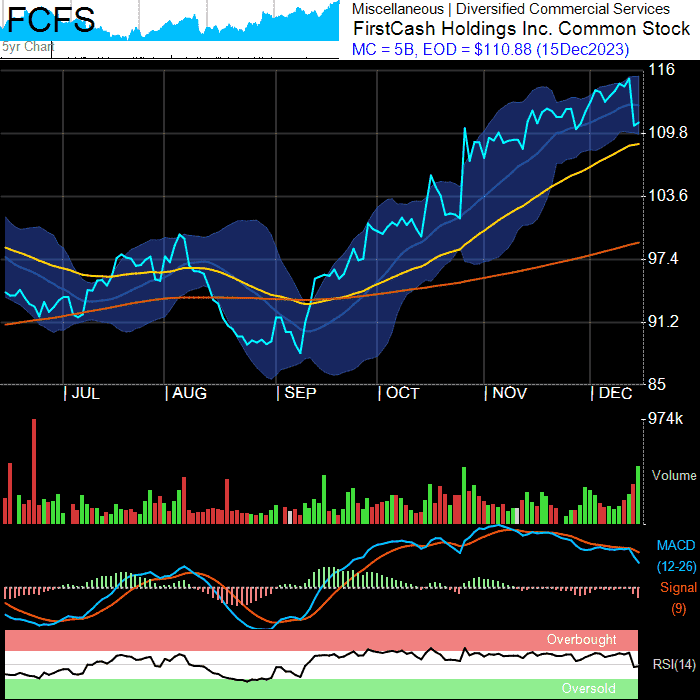 FCFS
5yr Chart
Miscellaneous | Diversified Commercial Services
FirstCash Holdings Inc. Common Stock
MC = 5B, EOD = $110.88 (15Dec2023)
116
109.8
103.6
97.4
91.2
85
| JUL | AUG | SEP | OCT | NOV | DEC
974k
Volume
MACD
(12-26)
Signal
(9)
Overbought
RSI(14)
Oversold